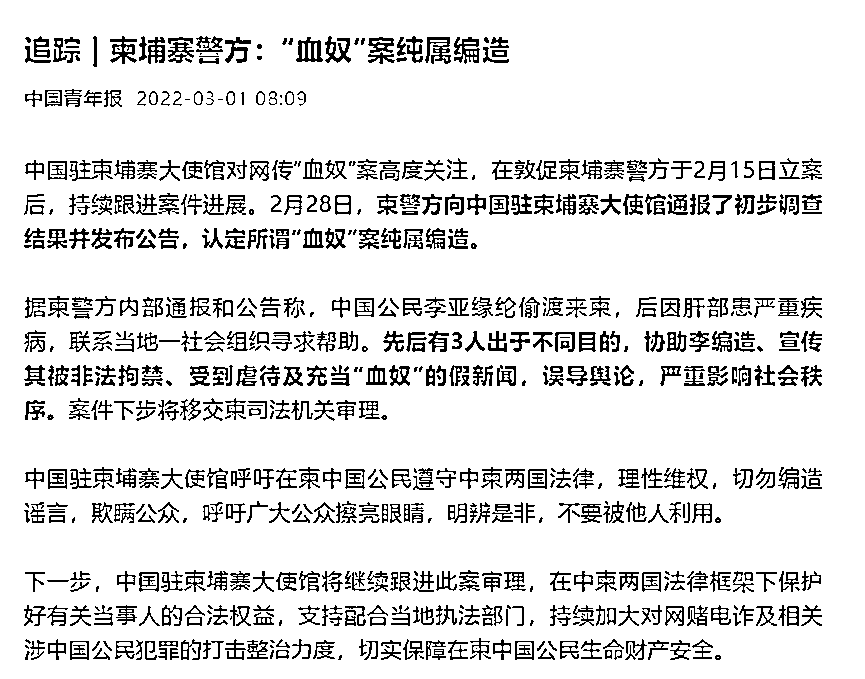 追踪｜柬埔寨警方：“血奴”案纯属编造
中国青年报 2022-03-01 08:09
中国驻柬埔寨大使馆对网传“血奴”案高度关注，在敦促柬埔寨警方于2月15日立案
后，持续跟进案件进展。2月28日，柬警方向中国驻柬埔寨大使馆通报了初步调查
结果并发布公告，认定所谓“血奴”案纯属编造。
据柬警方内部通报和公告称，中国公民李亚缘纶偷渡来柬，后因肝部患严重疾
病，联系当地一社会组织寻求帮助。先后有3人出于不同目的，协助李编造、宣传
其被非法拘禁、受到虐待及充当“血奴”的假新闻，误导舆论，严重影响社会秩
序。案件下步将移交柬司法机关审理。
中国驻柬埔寨大使馆呼吁在柬中国公民遵守中柬两国法律，理性维权，切勿编造
谣言，欺瞒公众，呼吁广大公众擦亮眼睛，明辨是非，不要被他人利用。
下一步，中国驻柬埔寨大使馆将继续跟进此案审理，在中柬两国法律框架下保护
好有关当事人的合法权益，支持配合当地执法部门，持续加大对网赌电诈及相关
涉中国公民犯罪的打击整治力度，切实保障在柬中国公民生命财产安全。